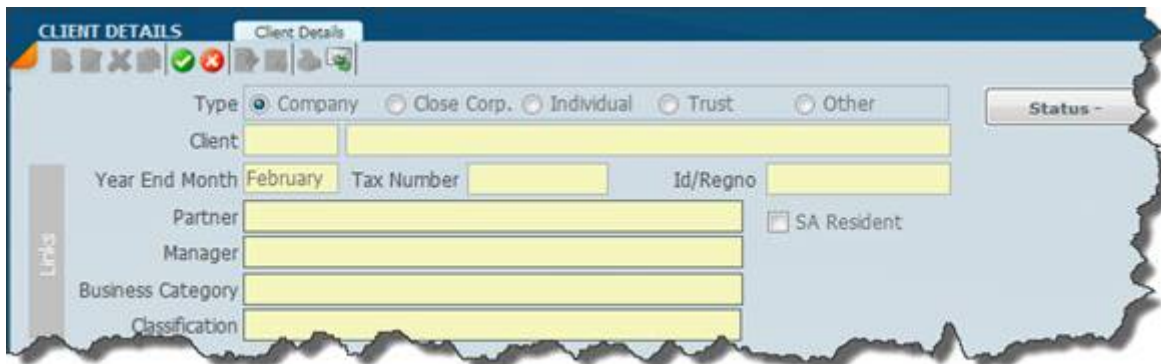 CLIENT DETAILS Client Details
Type Company Close Corp. Individual Trust Other Status -
Client
Year End Month February Tax Number Id/Regno
Partner SA Resident
Manager
Links
Business Category
Classification